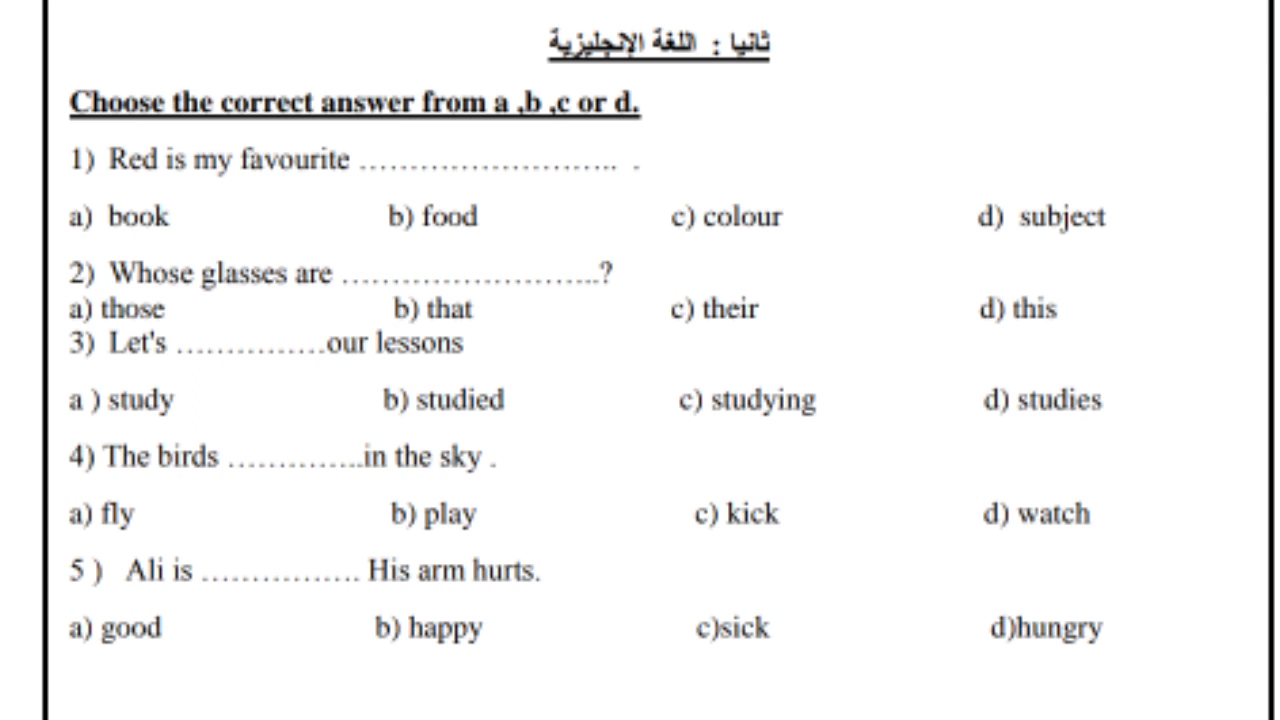 ثانيا : اللغة الإنجليزية
Choose the correct answer from a ,b ,c or d.
1) Red is my favourite …………………….. .
a) book b) food c) colour d) subject
2) Whose glasses are ……………………..?
a) those b) that c) their d) this
3) Let's ……………our lessons
a ) study b) studied c) studying d) studies
4) The birds …………..in the sky .
a) fly b) play c) kick d) watch
5 ) Ali is ……………. His arm hurts.
a) good b) happy c)sick d)hungry